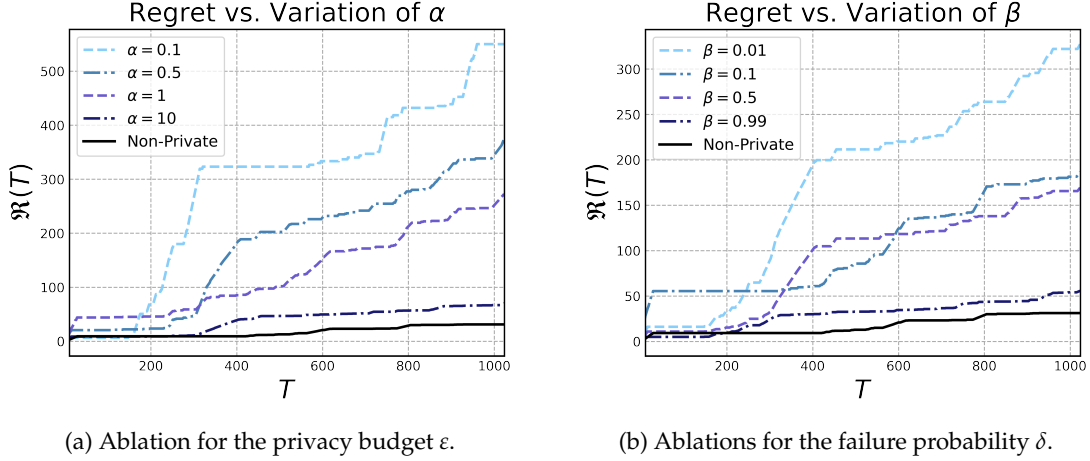 Regret vs. Variation of α
α = 0.1
α = 0.5
α = 1
α = 10
Non-Private
500
400
300
200
100
0
ℜ(T)
200 400 600 800 1000
T
(a) Ablation for the privacy budget ε.
Regret vs. Variation of β
β = 0.01
β = 0.1
β = 0.5
β = 0.99
Non-Private
300
250
200
150
100
50
0
ℜ(T)
200 400 600 800 1000
T
(b) Ablations for the failure probability δ.